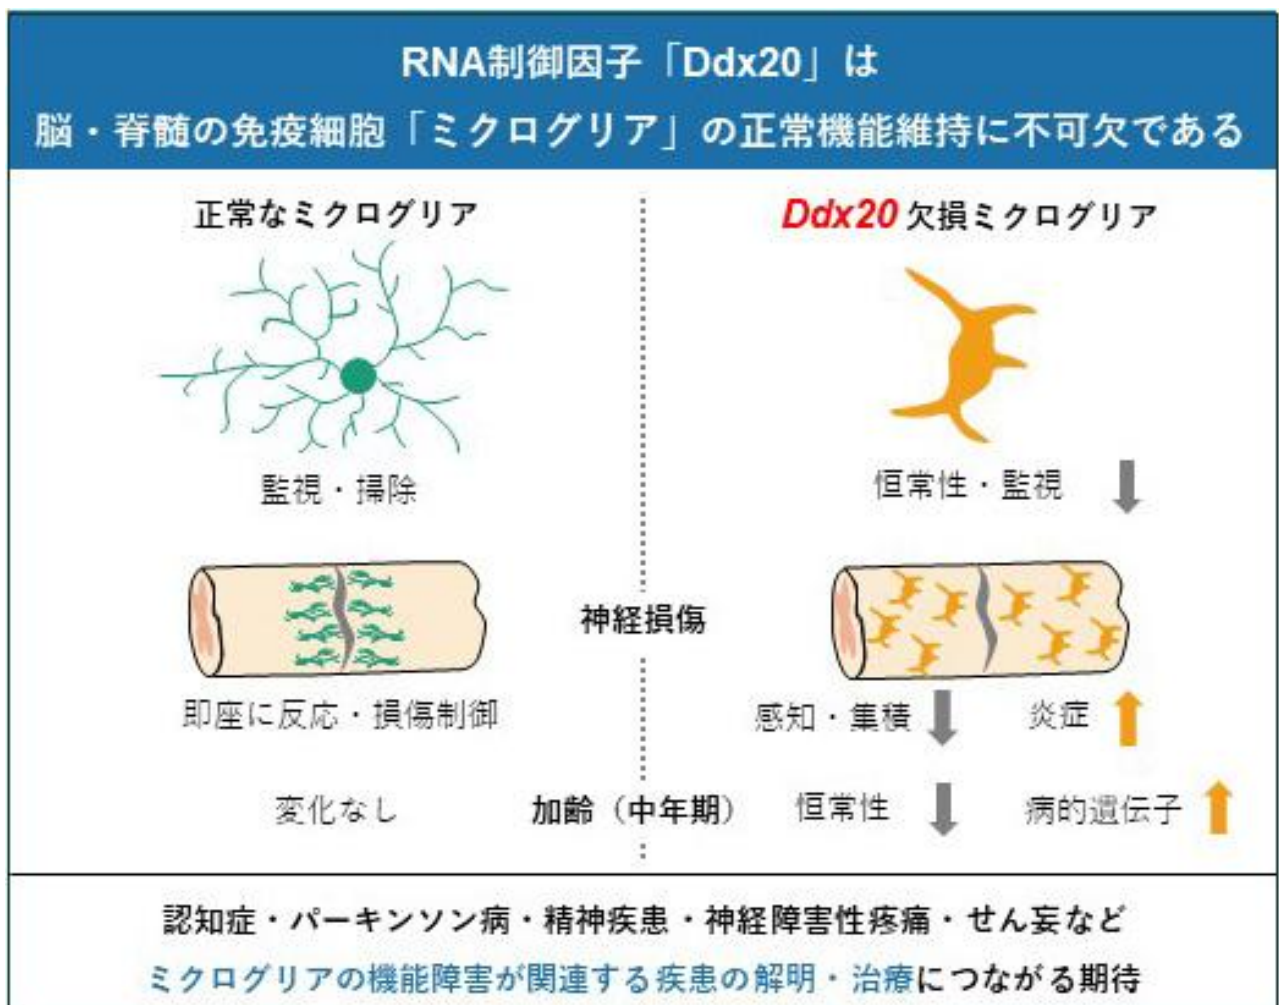 RNA制御因子「Ddx20」は
脳・脊髄の免疫細胞「ミクログリア」の正常機能維持に不可欠である
正常なミクログリア
Ddx20 欠損ミクログリア
監視・掃除
恒常性・監視
神経損傷
即座に反応・損傷制御
感知・集積
炎症
変化なし
加齢（中年期）
恒常性
病的遺伝子
認知症・パーキンソン病・精神疾患・神経障害性疼痛・せん妄など
ミクログリアの機能障害が関連する疾患の解明・治療につながる期待